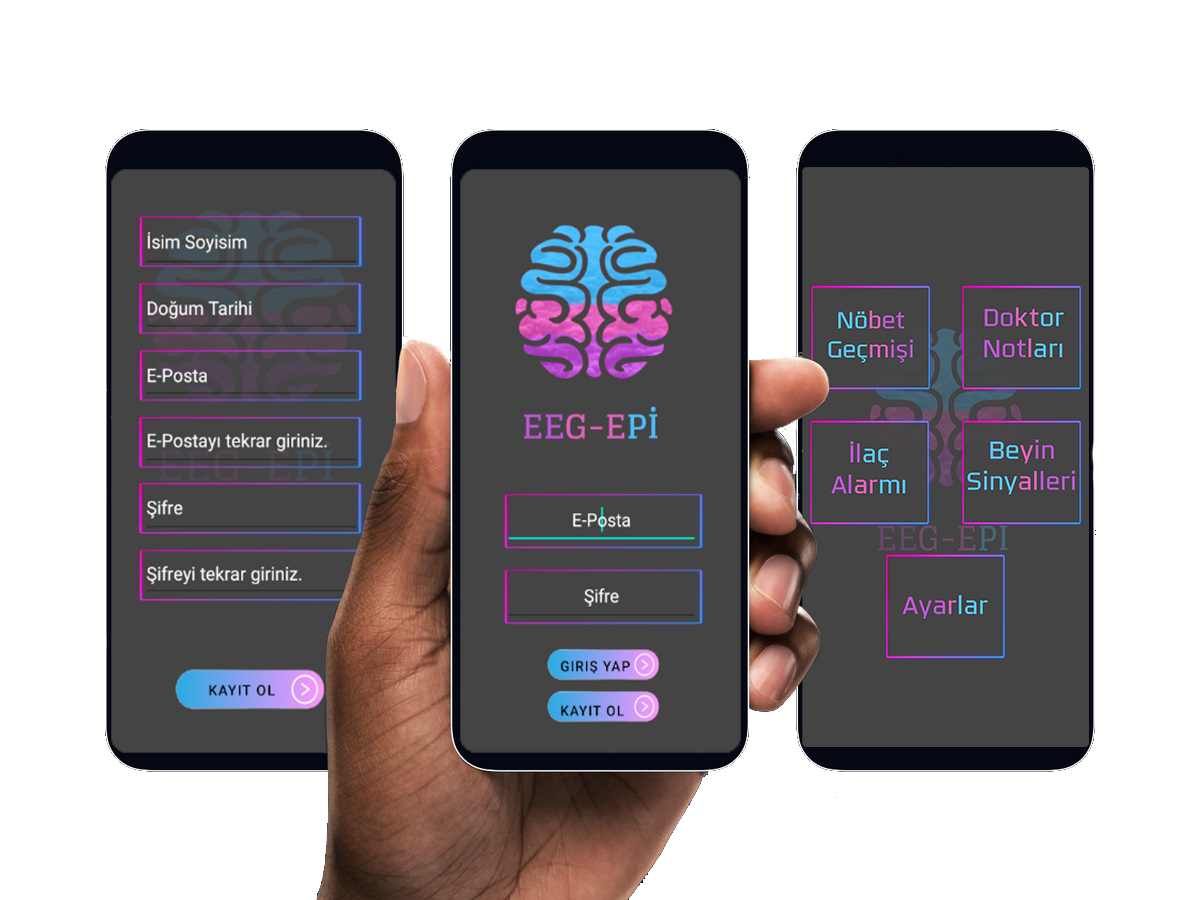 İsim Soyisim
Doğum Tarihi
E-Posta
E-Postayı tekrar giriniz.
Şifre
Şifreyi tekrar giriniz.
KAYIT OL
EEG-EPİ
EEG-EPİ
E-Posta
Şifre
GIRIŞ YAP
KAYIT OL
Nöbet
Geçmişi
Doktor
Notları
İlaç
Alarmı
Beyin
Sinyalleri
EEG-EPİ
Ayarlar